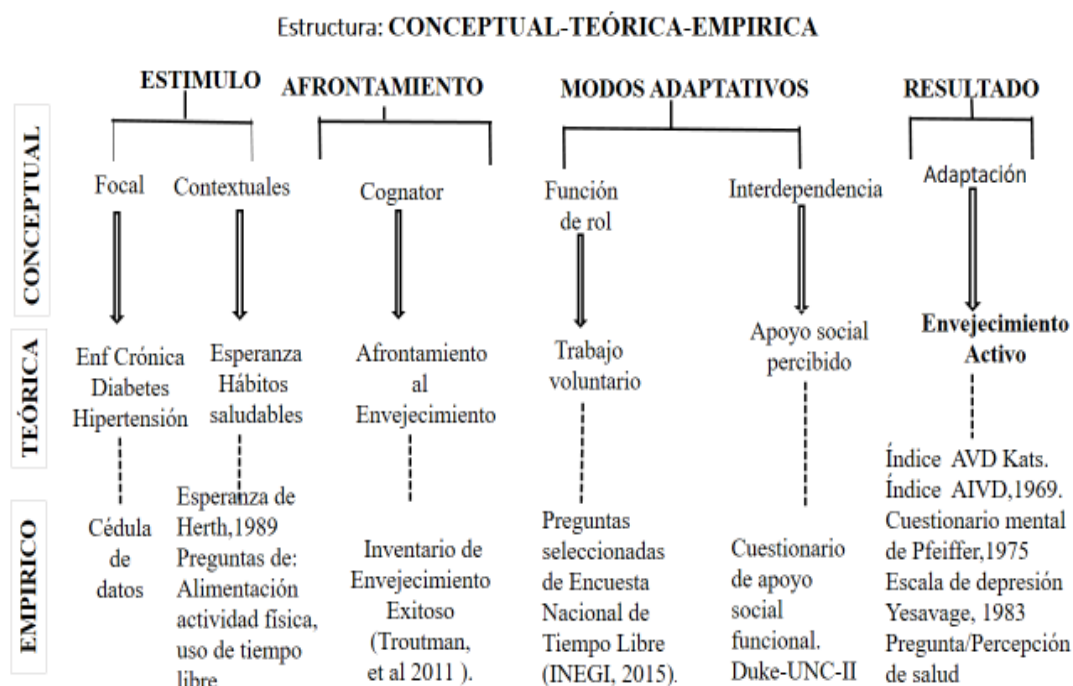 Estructura: CONCEPTUAL-TEÓRICA-EMPIRICA
ESTIMULO
AFRONTAMIENTO
MODOS ADAPTATIVOS
RESULTADO
CONCEPTUAL
Focal
Contextuales
Cognator
Función
de rol
Interdependencia
Adaptación
TEÓRICA
Enf Crónica
Diabetes
Hipertensión
Esperanza
Hábitos
saludables
Afrontamiento
al
Envejecimiento
Trabajo
voluntario
Apoyo social
percibido
Envejecimiento
Activo
EMPIRICO
Cédula
de
datos
Esperanza de
Herth,1989
Preguntas de:
Alimentación
actividad física,
uso de tiempo
libre
Inventario de
Envejecimiento
Exitoso
(Troutman,
et al 2011 ).
Preguntas
seleccionadas
de Encuesta
Nacional de
Tiempo Libre
(INEGI, 2015).
Cuestionario
de apoyo
social
funcional.
Duke-UNC-II
Índice AVD Kats.
Índice AIVD,1969.
Cuestionario mental
de Pfeiffer,1975
Escala de depresión
Yesavage, 1983
Pregunta/Percepción
de salud